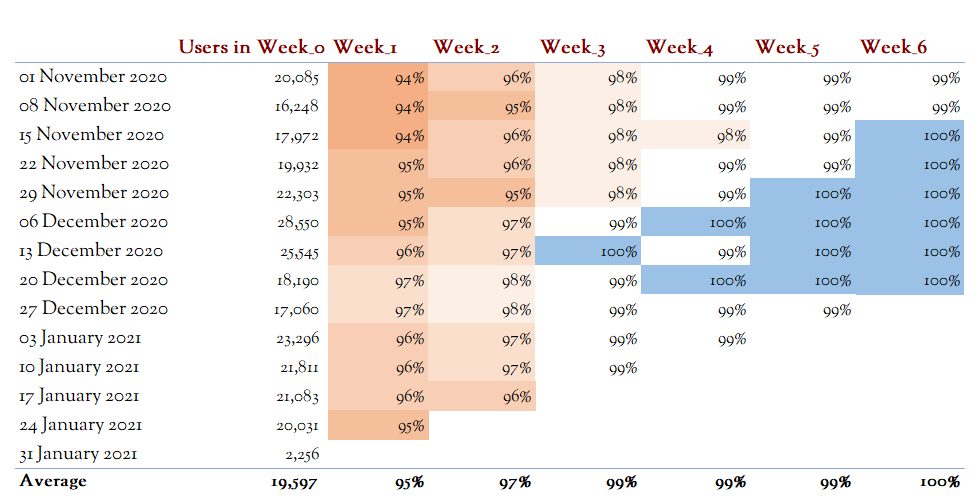 Users in Week_0 Week_1 Week_2 Week_3 Week_4 Week_5 Week_6
01 November 2020 20,085 94% 96% 98% 99% 99% 99%
08 November 2020 16,248 94% 95% 98% 99% 99% 99%
15 November 2020 17,972 94% 96% 98% 98% 99% 100%
22 November 2020 19,932 95% 96% 98% 99% 99% 100%
29 November 2020 22,303 95% 95% 98% 99% 100% 100%
06 December 2020 28,550 95% 97% 99% 100% 100% 100%
13 December 2020 25,545 96% 97% 100% 99% 100% 100%
20 December 2020 18,190 97% 98% 99% 100% 100% 100%
27 December 2020 17,060 97% 98% 99% 99% 99%
03 January 2021 23,296 96% 97% 99% 99%
10 January 2021 21,811 96% 97% 99%
17 January 2021 21,083 96% 96%
24 January 2021 20,031 95%
31 January 2021 2,256
Average 19,597 95% 97% 99% 99% 99% 100%